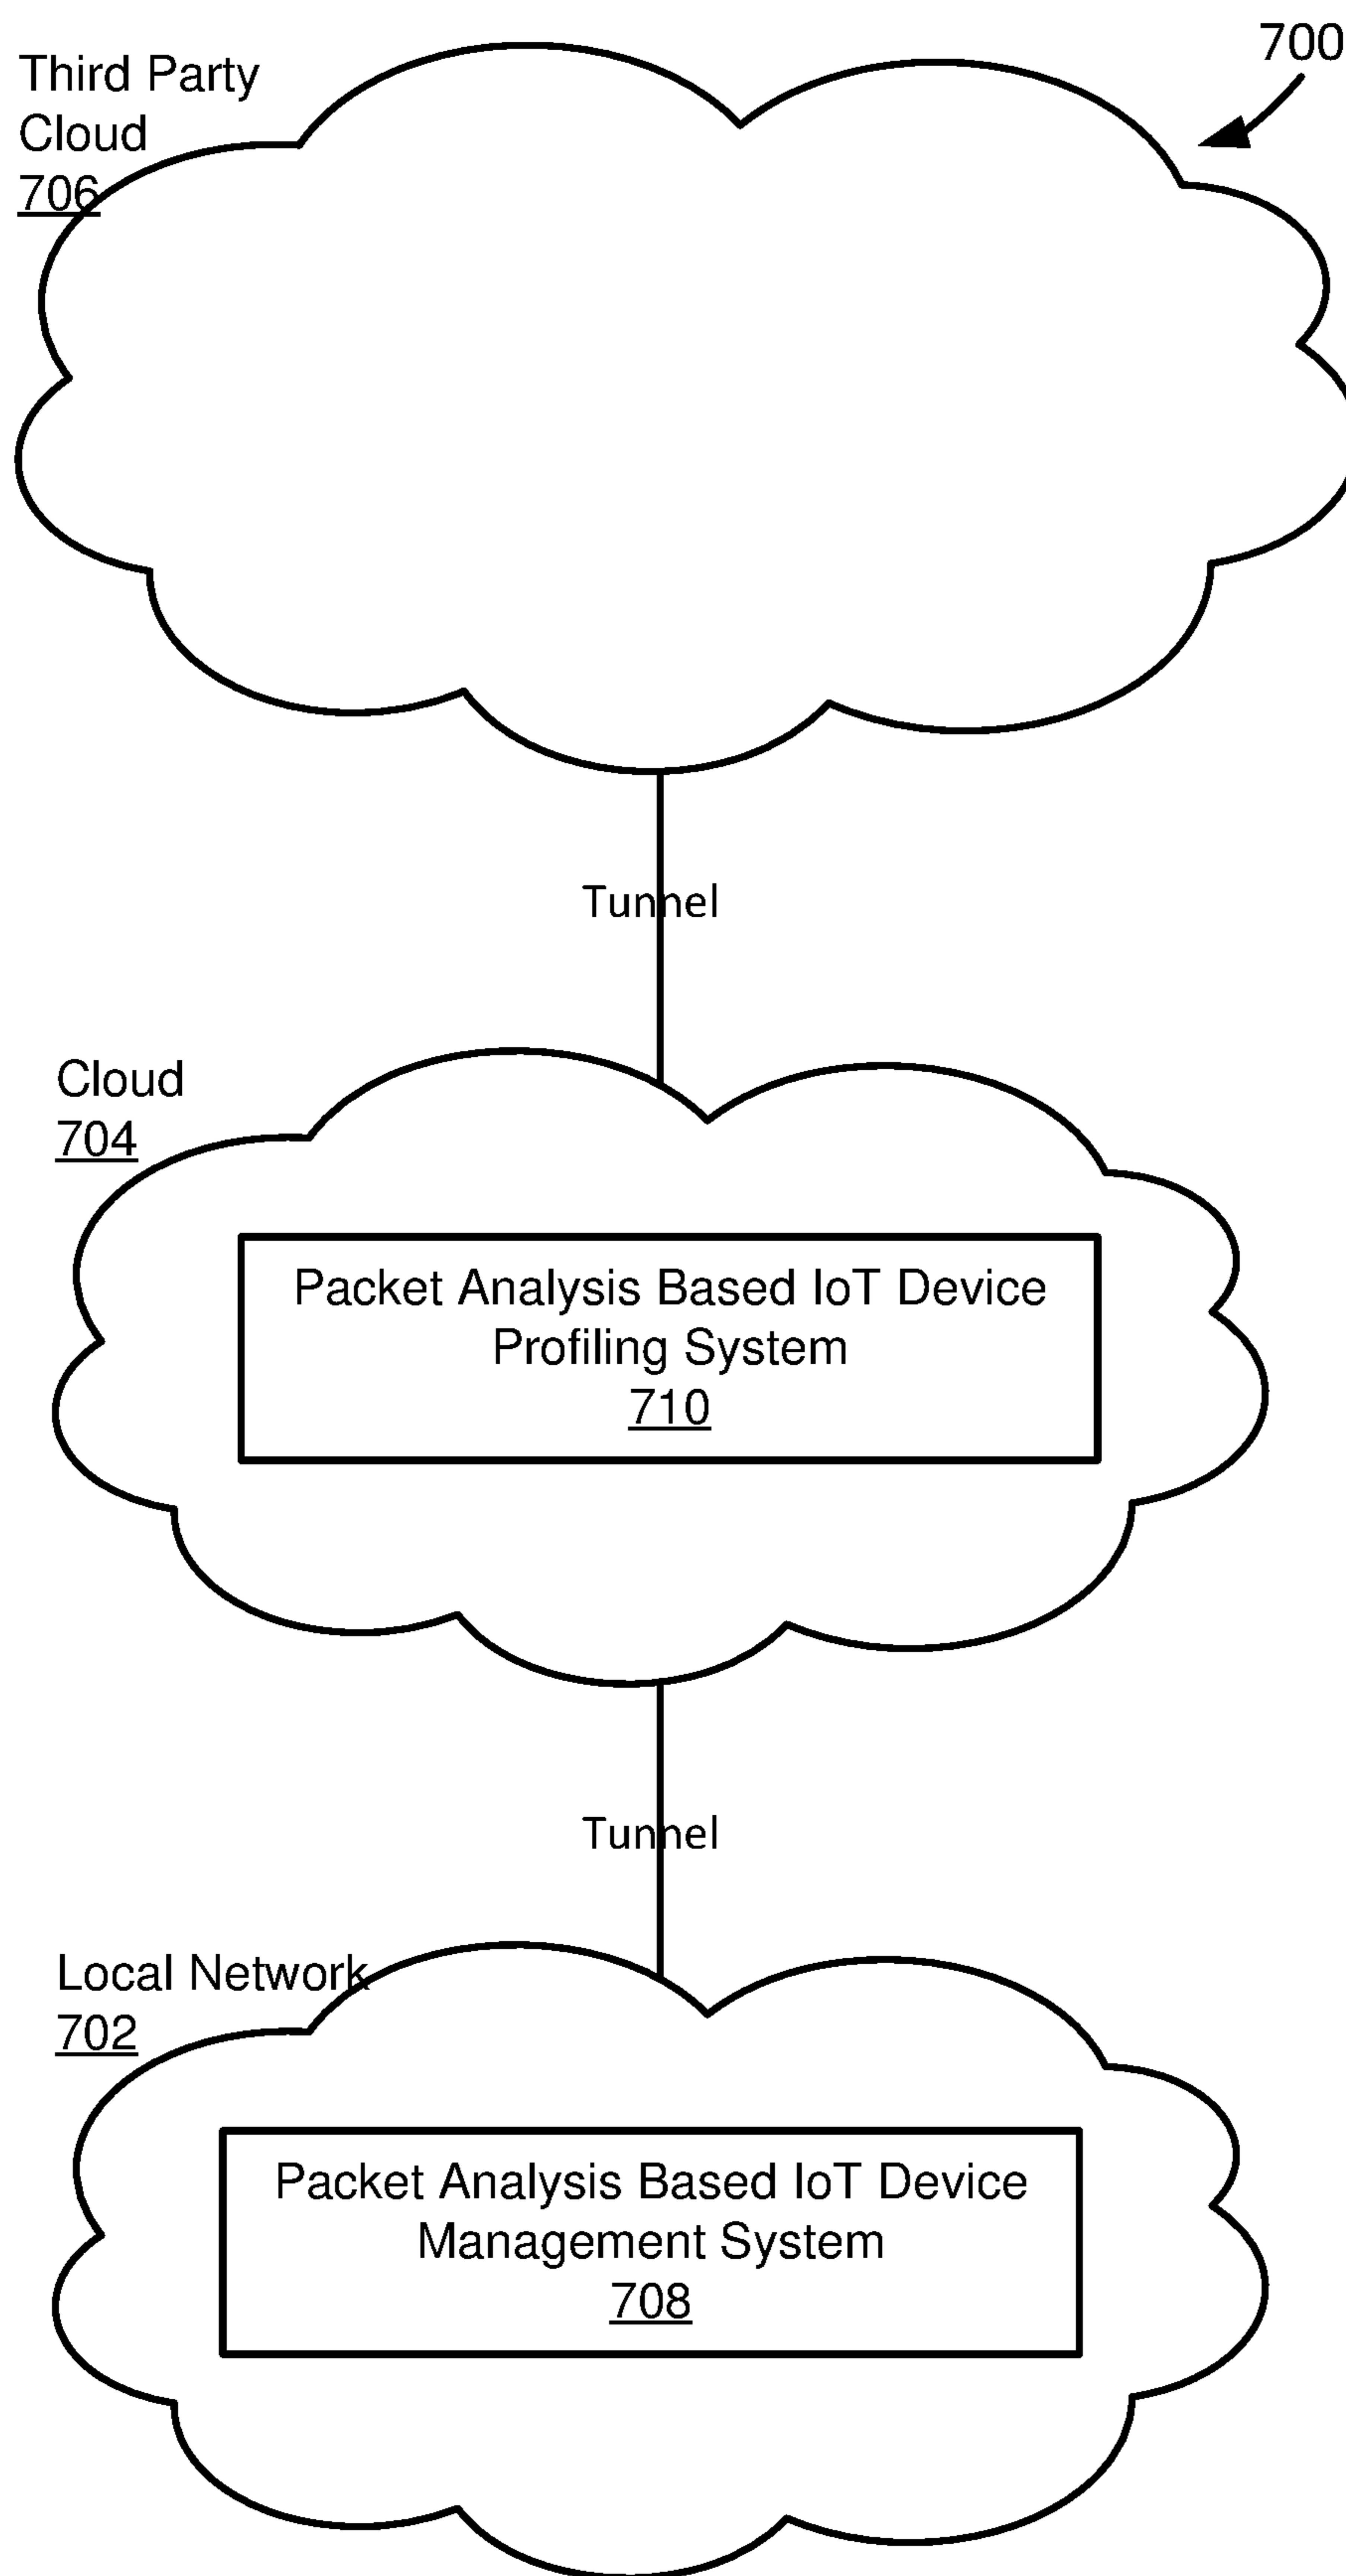 700
Third Party
Cloud
706
Tunnel
Cloud
704
Packet Analysis Based IoT Device
Profiling System
710
Tunnel
Local Network
702
Packet Analysis Based IoT Device
Management System
708